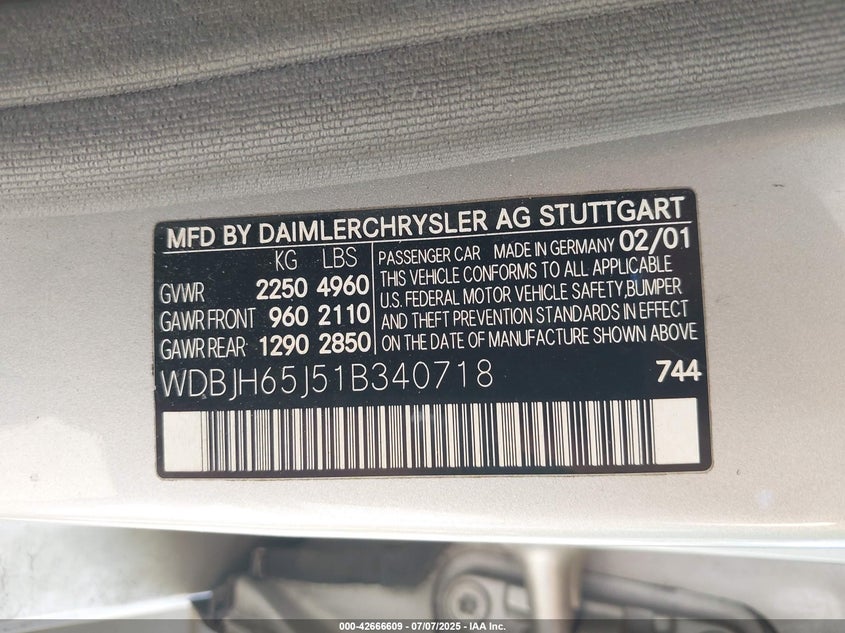 MFD BY DAIMLERCHRYSLER AG STUTTGART
KG LBS
GVWR 2250 4960
GAWR FRONT 960 2110
GAWR REAR 1290 2850
PASSENGER CAR MADE IN GERMANY 02/01
THIS VEHICLE CONFORMS TO ALL APPLICABLE
U.S. FEDERAL MOTOR VEHICLE SAFETY,BUMPER
AND THEFT PREVENTION STANDARDS IN EFFECT
ON THE DATE OF MANUFACTURE SHOWN ABOVE
WDBJH65J51B340718 744
000-42666609 - 07/07/2025 - IAA Inc.